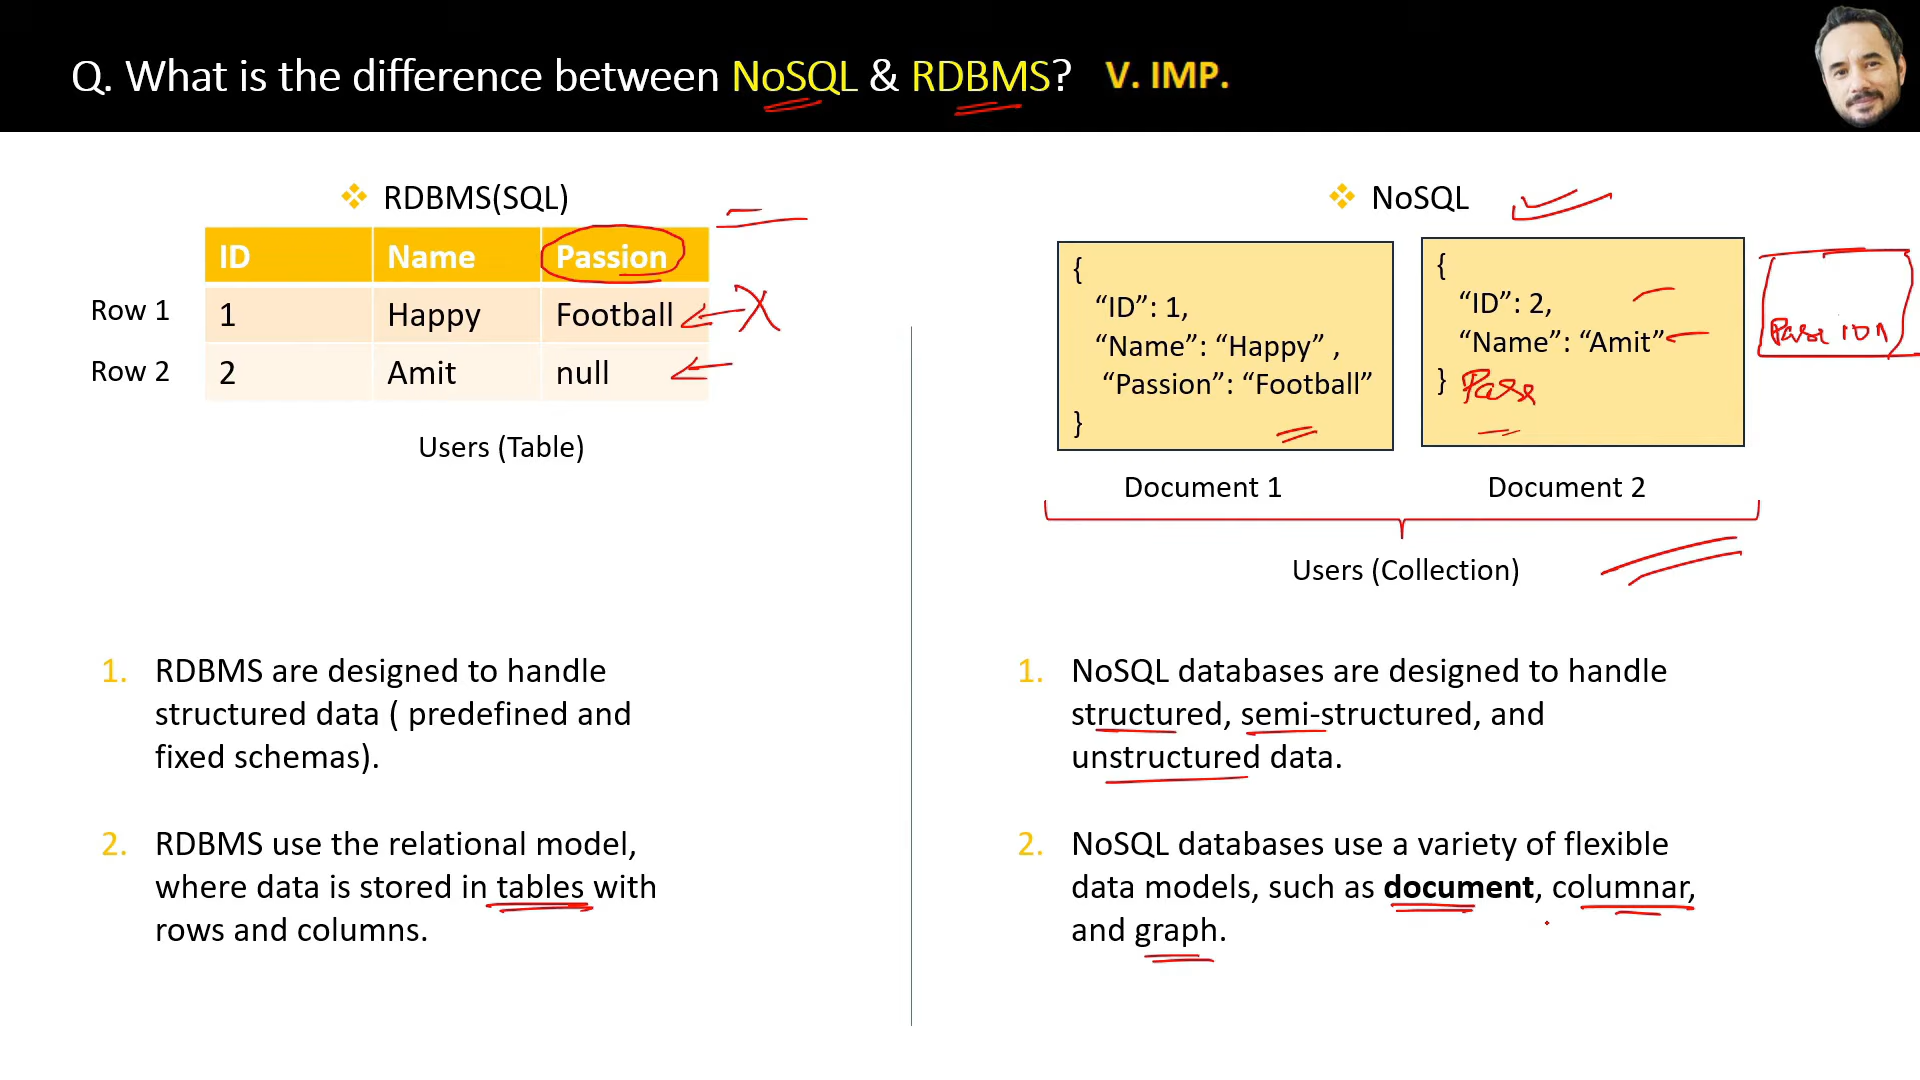 Q. What is the difference between NoSQL & RDBMS? V. IMP.
RDBMS(SQL)
ID Name Passion
Row 1 1 Happy Football
Row 2 2 Amit null
Users (Table)
1. RDBMS are designed to handle
structured data ( predefined and
fixed schemas).
2. RDBMS use the relational model,
where data is stored in tables with
rows and columns.
NoSQL
{
“ID”: 1,
“Name”: “Happy” ,
“Passion”: “Football”
}
Document 1
{
“ID”: 2,
“Name”: “Amit”
} Pass
Document 2
Passion
Users (Collection)
1. NoSQL databases are designed to handle
structured, semi-structured, and
unstructured data.
2. NoSQL databases use a variety of flexible
data models, such as document, columnar,
and graph.